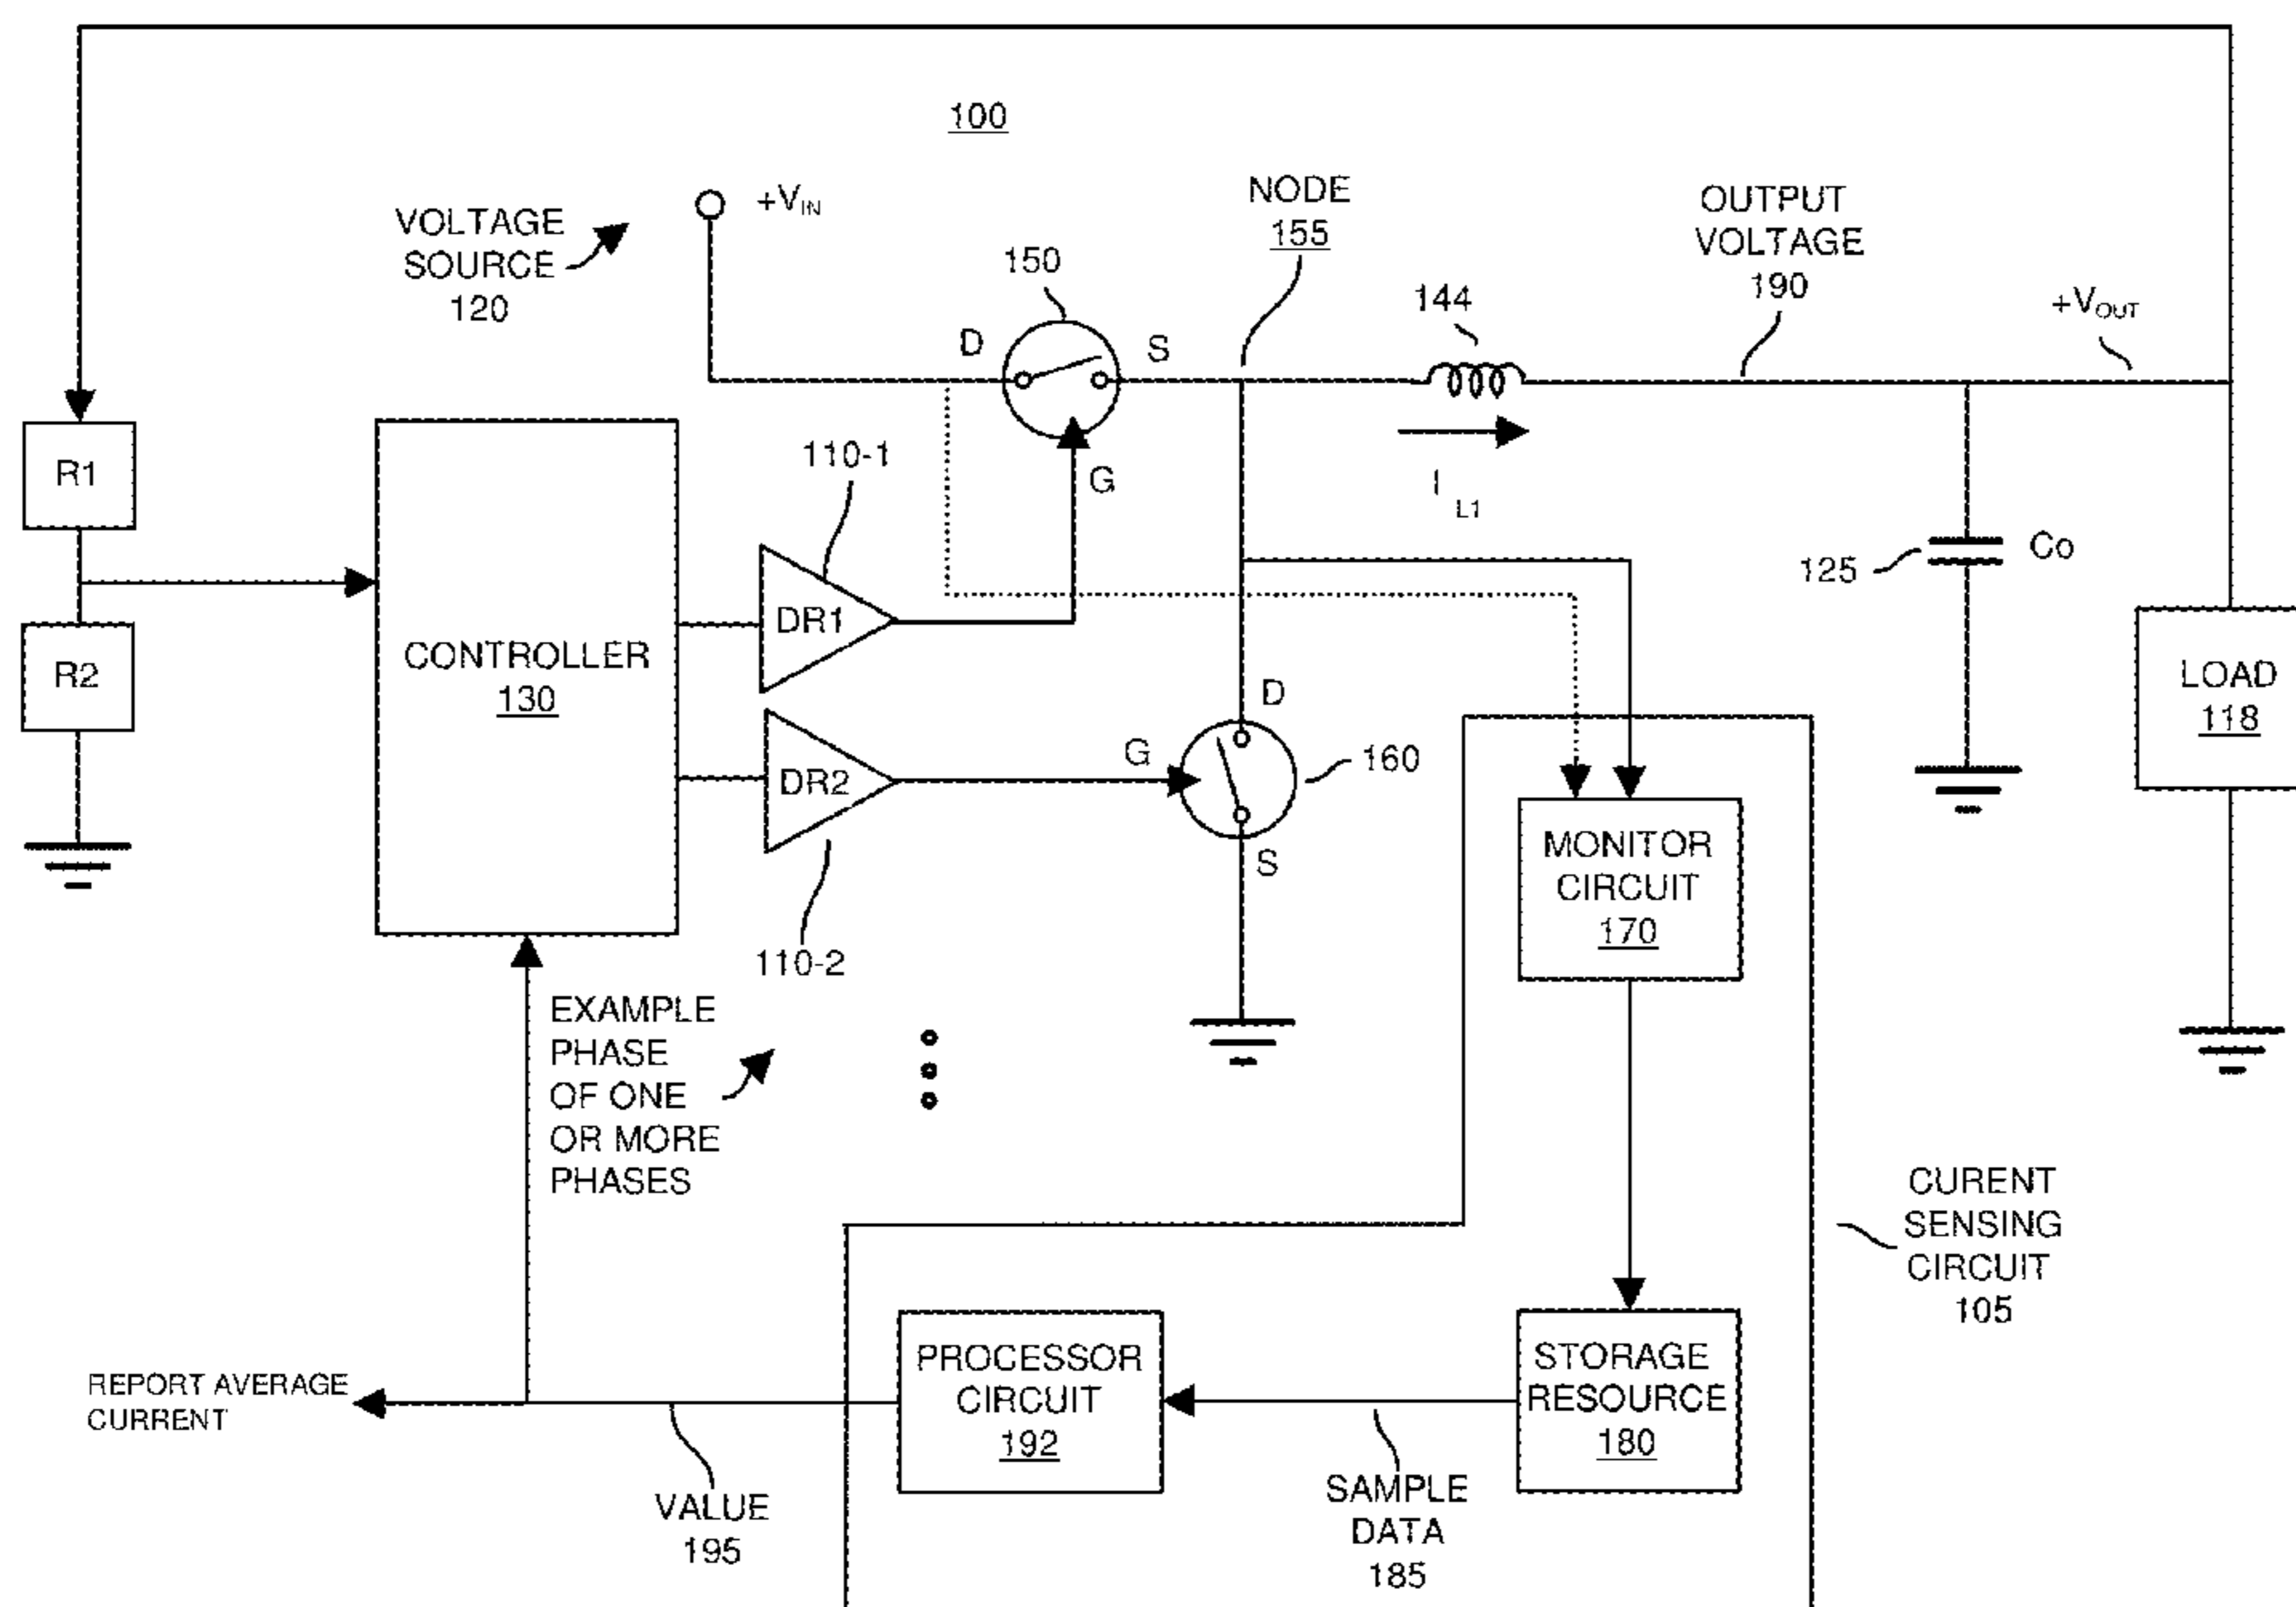 100
VOLTAGE
SOURCE
120
+VIN
150
D
S
G
NODE
155
144
I L1
OUTPUT
VOLTAGE
190
+VOUT
R1
R2
CONTROLLER
130
110-1
DR1
DR2
110-2
G
D
S
160
125
Co
LOAD
118
MONITOR
CIRCUIT
170
EXAMPLE
PHASE
OF ONE
OR MORE
PHASES
CURENT
SENSING
CIRCUIT
105
REPORT AVERAGE
CURRENT
VALUE
195
PROCESSOR
CIRCUIT
192
SAMPLE
DATA
185
STORAGE
RESOURCE
180